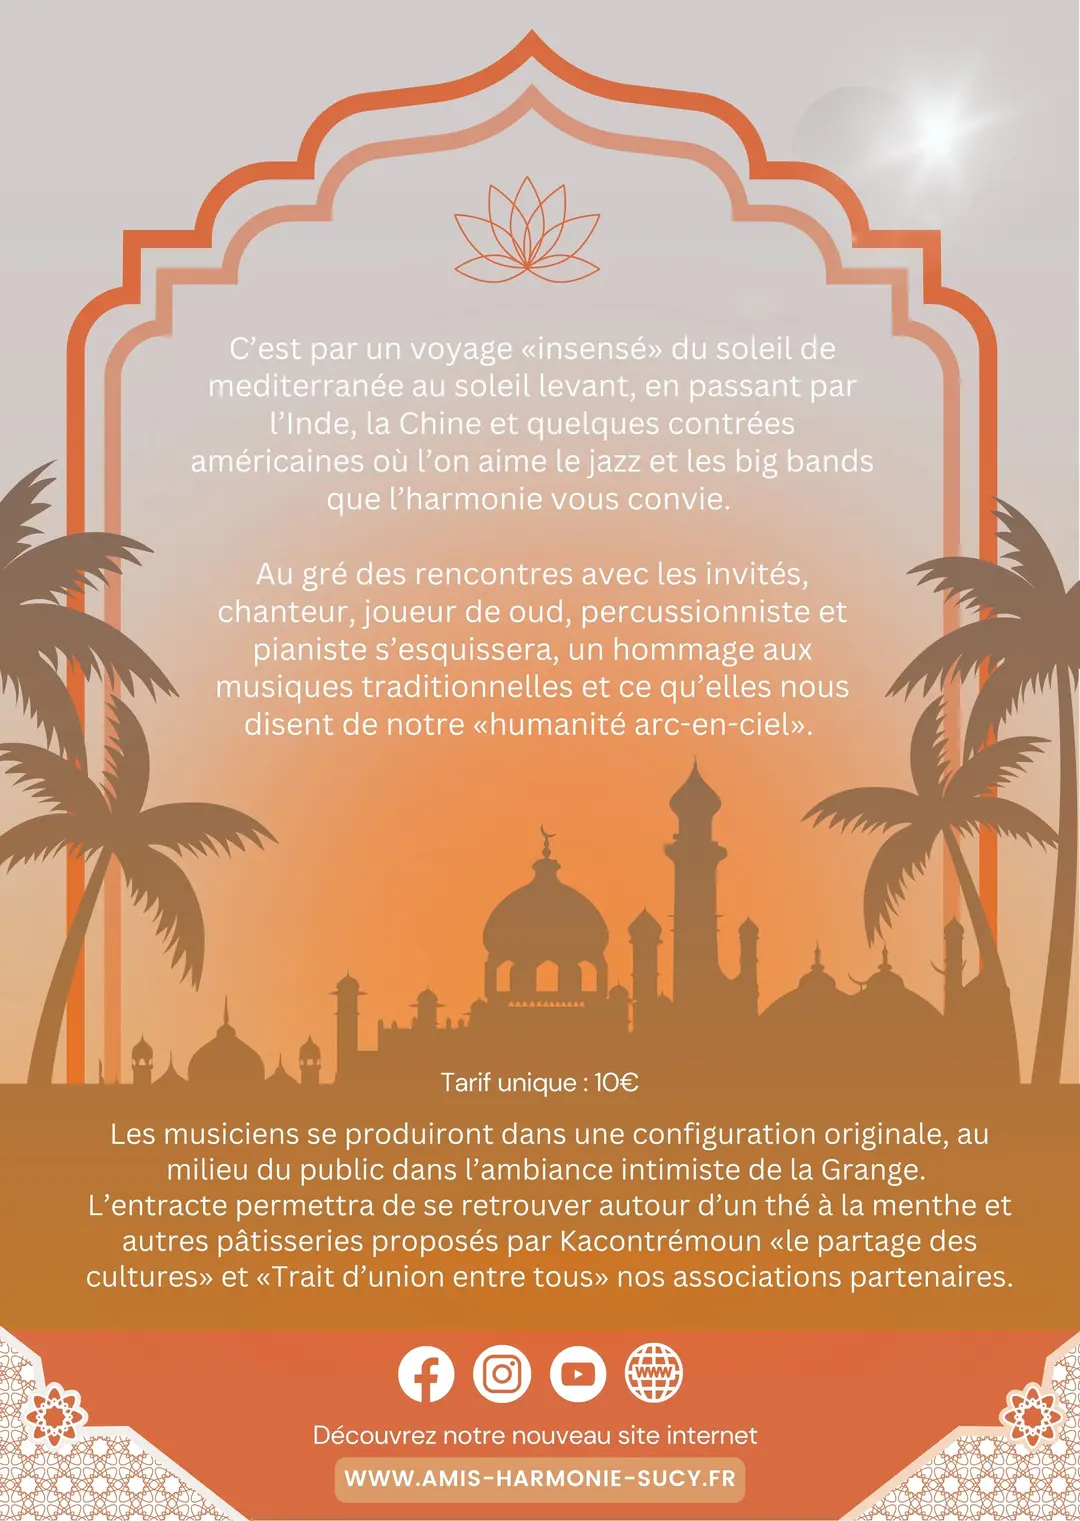 C'est par un voyage «insensé» du soleil de
mediterranée au soleil levant, en passant par
l'Inde, la Chine et quelques contrées
américaines où l'on aime le jazz et les big bands
que l'harmonie vous convie.
Au gré des rencontres avec les invités,
chanteur, joueur de oud, percussionniste et
pianiste s'esquissera, un hommage aux
musiques traditionnelles et ce qu'elles nous
disent de notre «humanité arc-en-ciel».
Tarif unique : 10€
Les musiciens se produiront dans une configuration originale, au
milieu du public dans l'ambiance intimiste de la Grange.
L'entracte permettra de se retrouver autour d'un thé à la menthe et
autres pâtisseries proposés par Kacontrémoun «le partage des
cultures» et «Trait d'union entre tous» nos associations partenaires.
WWW
Découvrez notre nouveau site internet
WWW.AMIS-HARMONIE-SUCY.FR